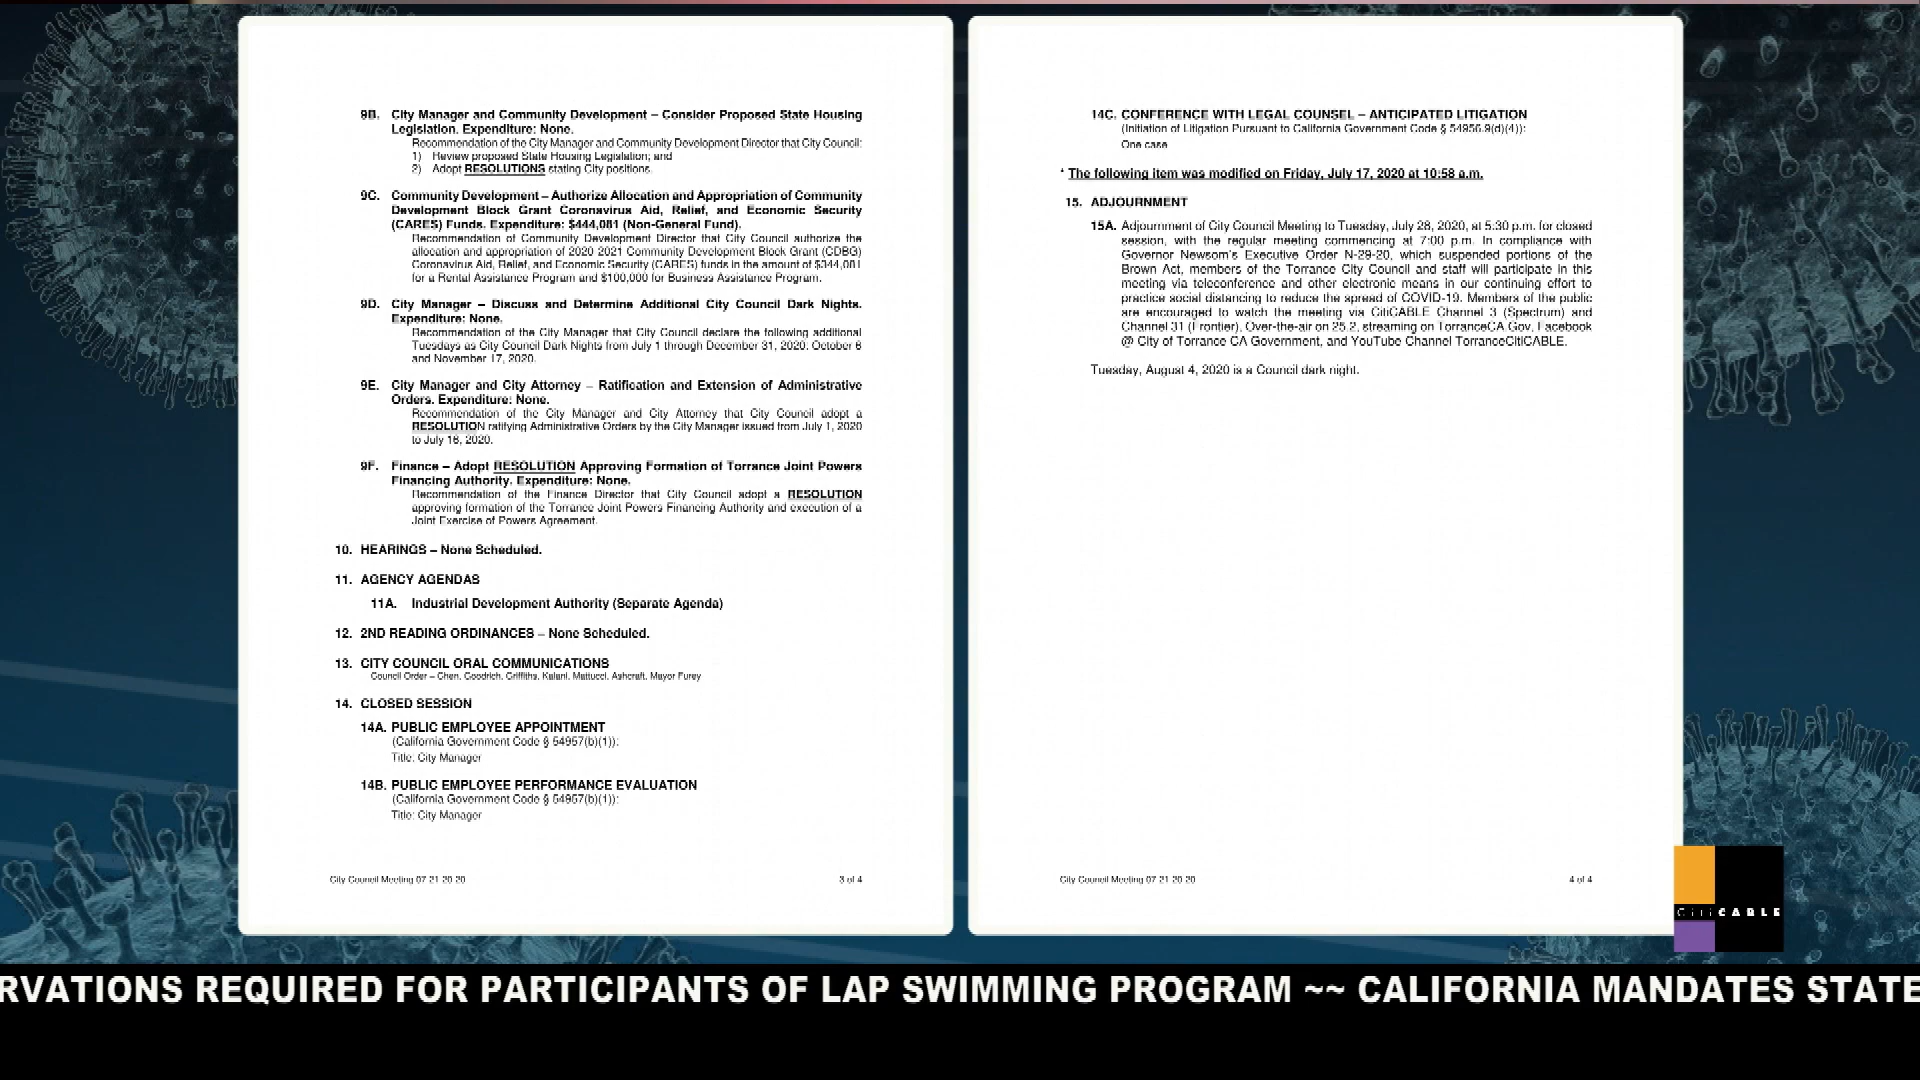 9B. City Manager and Community Development – Consider Proposed State Housing
Legislation. Expenditure: None.
Recommendation of the City Manager and Community Development Director that City Council:
1) Review proposed State Housing Legislation; and
2) Adopt RESOLUTIONS stating City positions.
9C. Community Development – Authorize Allocation and Appropriation of Community
Development Block Grant Coronavirus Aid, Relief, and Economic Security
(CARES) Funds. Expenditure: $444,081 (Non-General Fund).
Recommendation of Community Development Director that City Council authorize the
allocation and appropriation of 2020-2021 Community Development Block Grant (CDBG)
Coronavirus Aid, Relief, and Economic Security (CARES) funds in the amount of $344,081
for a Rental Assistance Program and $100,000 for Business Assistance Program.
9D. City Manager – Discuss and Determine Additional City Council Dark Nights.
Expenditure: None.
Recommendation of the City Manager that City Council declare the following additional
Tuesdays as City Council Dark Nights from July 1 through December 31, 2020: October 6
and November 17, 2020.
9E. City Manager and City Attorney – Ratification and Extension of Administrative
Orders. Expenditure: None.
Recommendation of the City Manager and City Attorney that City Council adopt a
RESOLUTION ratifying Administrative Orders by the City Manager issued from July 1, 2020
to July 16, 2020.
9F. Finance – Adopt RESOLUTION Approving Formation of Torrance Joint Powers
Financing Authority. Expenditure: None.
Recommendation of the Finance Director that City Council adopt a RESOLUTION
approving formation of the Torrance Joint Powers Financing Authority and execution of a
Joint Exercise of Powers Agreement.
10. HEARINGS – None Scheduled.
11. AGENCY AGENDAS
11A. Industrial Development Authority (Separate Agenda)
12. 2ND READING ORDINANCES – None Scheduled.
13. CITY COUNCIL ORAL COMMUNICATIONS
Council Order – Chen, Goodrich, Griffiths, Kalani, Mattucci, Ashcraft, Mayor Furey
14. CLOSED SESSION
14A. PUBLIC EMPLOYEE APPOINTMENT
(California Government Code § 54957(b)(1)):
Title: City Manager
14B. PUBLIC EMPLOYEE PERFORMANCE EVALUATION
(California Government Code § 54957(b)(1)):
Title: City Manager
City Council Meeting 07-21-20-20
3 of 4
14C. CONFERENCE WITH LEGAL COUNSEL – ANTICIPATED LITIGATION
(Initiation of Litigation Pursuant to California Government Code § 54956.9(d)(4)):
One case
* The following item was modified on Friday, July 17, 2020 at 10:58 a.m.
15. ADJOURNMENT
15A. Adjournment of City Council Meeting to Tuesday, July 28, 2020, at 5:30 p.m. for closed
session, with the regular meeting commencing at 7:00 p.m. In compliance with
Governor Newsom's Executive Order N-29-20, which suspended portions of the
Brown Act, members of the Torrance City Council and staff will participate in this
meeting via teleconference and other electronic means in our continuing effort to
practice social distancing to reduce the spread of COVID-19. Members of the public
are encouraged to watch the meeting via CitiCABLE Channel 3 (Spectrum) and
Channel 31 (Frontier), Over-the-air on 25.2, streaming on TorranceCA.Gov, Facebook
@ City of Torrance CA Government, and YouTube Channel TorranceCitiCABLE.
Tuesday, August 4, 2020 is a Council dark night.
City Council Meeting 07-21-20-20
4 of 4
CitiCABLE
RVATIONS REQUIRED FOR PARTICIPANTS OF LAP SWIMMING PROGRAM ~~ CALIFORNIA MANDATES STATE